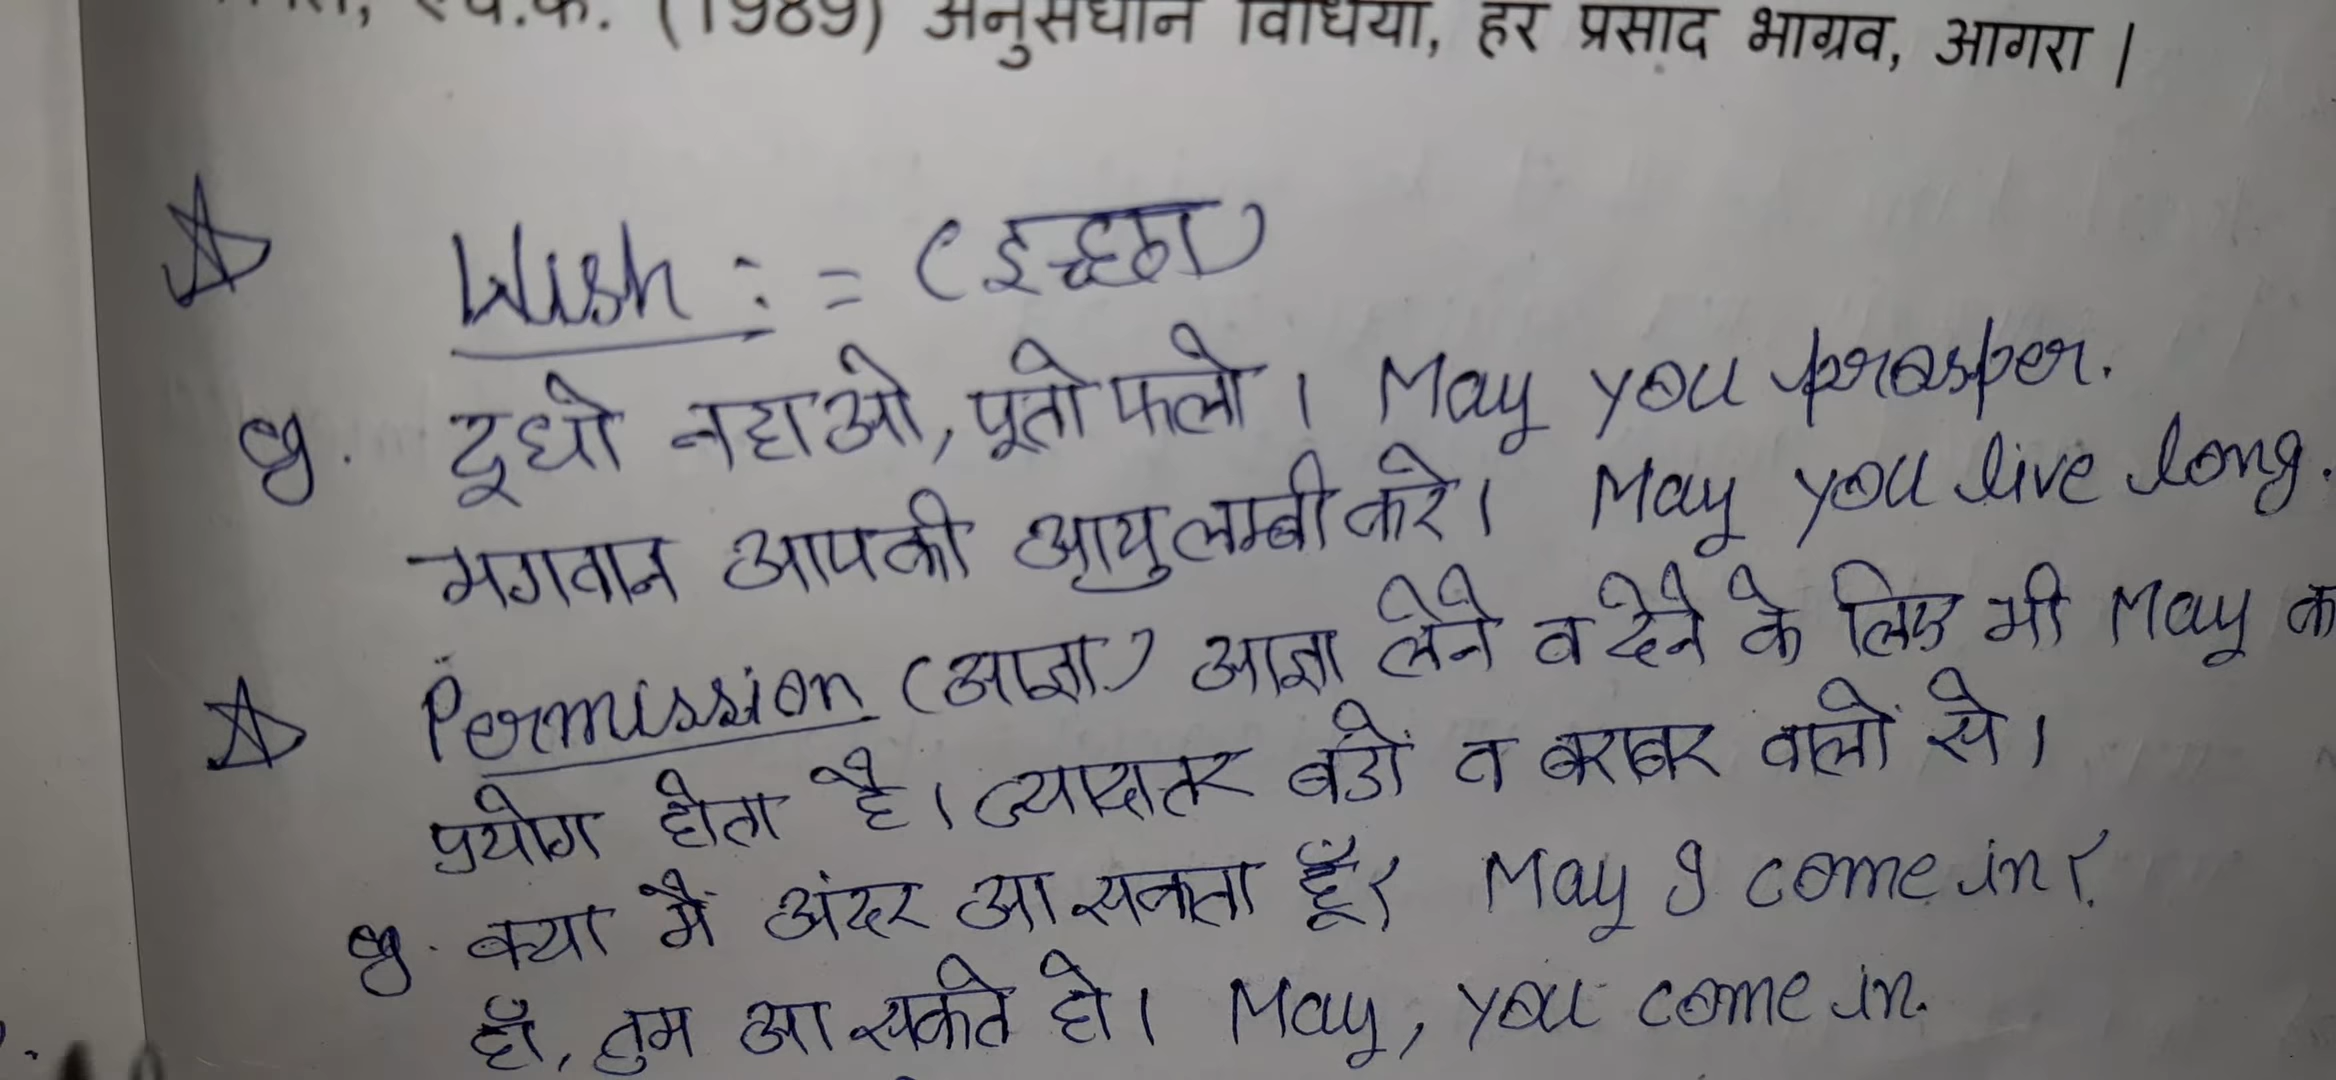 (1989) अनुसंधान विधियाँ, हर प्रसाद भाग्रव, आगरा |
Wish : = (इच्छा)
eg. दूधो नहाओ, पूतो फलो। May you prosper.
भगवान आपकी आयु लम्बी करे। May you live long.
Permission (आज्ञा) आज्ञा लेने व देने के लिए भी May क
प्रयोग होता है। ज्यादातर बडों व बराबर वालों से।
eg. क्या मैं अंदर आ सकता हूँ? May I come in?
हाँ, तुम आ सकते हो। May, you come in.